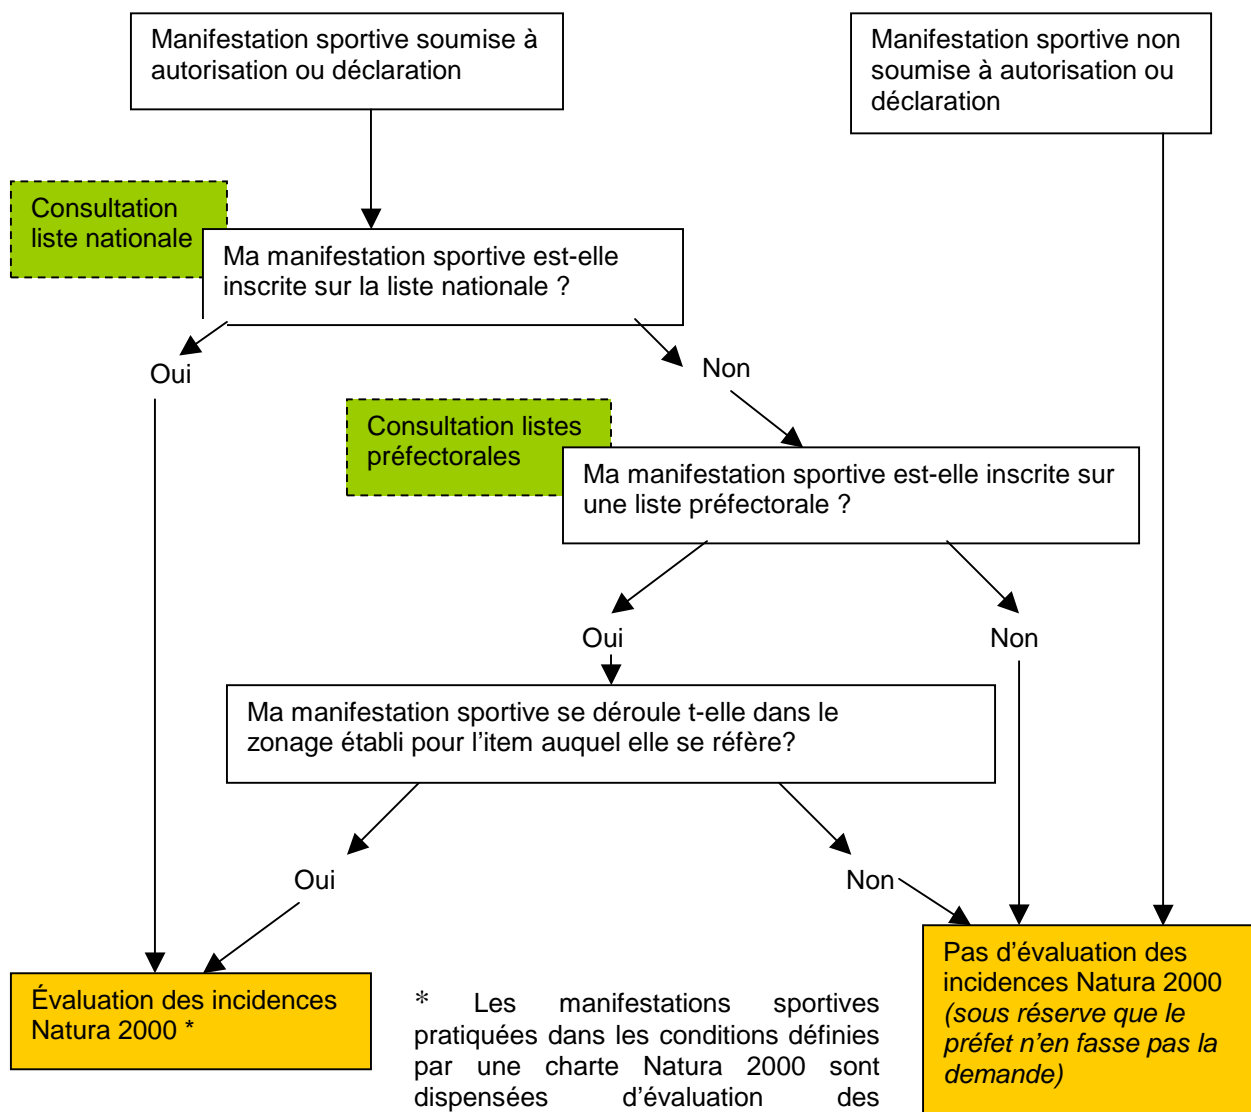 Manifestation sportive soumise à
autorisation ou déclaration
Manifestation sportive non
soumise à autorisation ou
déclaration
Consultation
liste nationale
Ma manifestation sportive est-elle
inscrite sur la liste nationale ?
Oui
Non
Consultation listes
préfectorales
Ma manifestation sportive est-elle inscrite sur
une liste préfectorale ?
Oui
Non
Ma manifestation sportive se déroule t-elle dans le
zonage établi pour l'item auquel elle se réfère?
Oui
Non
Évaluation des incidences
Natura 2000 *
* Les manifestations sportives
pratiquées dans les conditions définies
par une charte Natura 2000 sont
dispensées d'évaluation des
Pas d'évaluation des
incidences Natura 2000
(sous réserve que le
préfet n'en fasse pas la
demande)